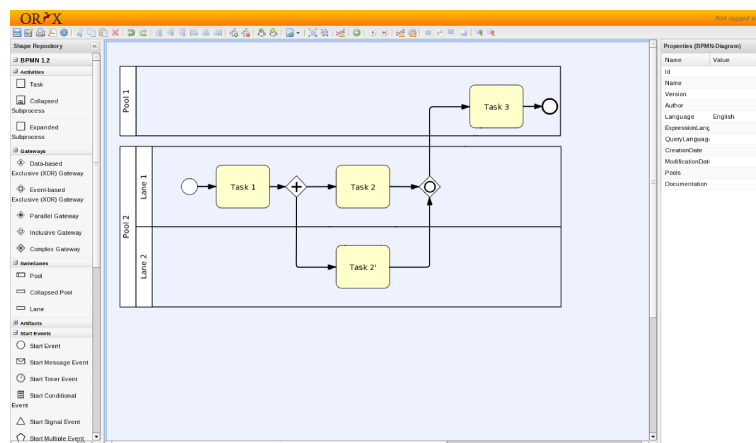 ORYX
Not logged o
Shape Repository
BPMN 1.2
Activities
Task
Collapsed
Subprocess
Expanded
Subprocess
Gateways
Data-based
Exclusive (XOR) Gateway
Event-based
Exclusive (XOR) Gateway
Parallel Gateway
Inclusive Gateway
Complex Gateway
Swimlanes
Pool
Collapsed Pool
Lane
Artifacts
Start Events
Start Event
Start Message Event
Start Timer Event
Start Conditional
Event
Start Signal Event
Start Multiple Event
Pool 1
Task 3
Pool 2
Lane 1
Task 1
Task 2
Lane 2
Task 2'
Properties (BPMN-Diagram)
Name Value
Id
Name
Version
Author
Language English
ExpressionLang
QueryLanguag
CreationDate
ModificationDat
Pools
Documentation